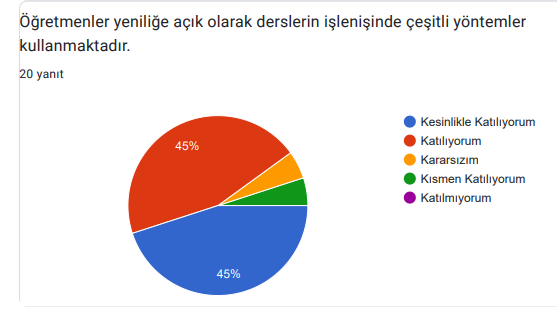 Öğretmenler yeniliğe açık olarak derslerin işlenişinde çeşitli yöntemler
kullanmaktadır.
20 yanıt
Kesinlikle Katılıyorum
Katılıyorum
Kararsızım
Kısmen Katılıyorum
Katılmıyorum
45%
45%